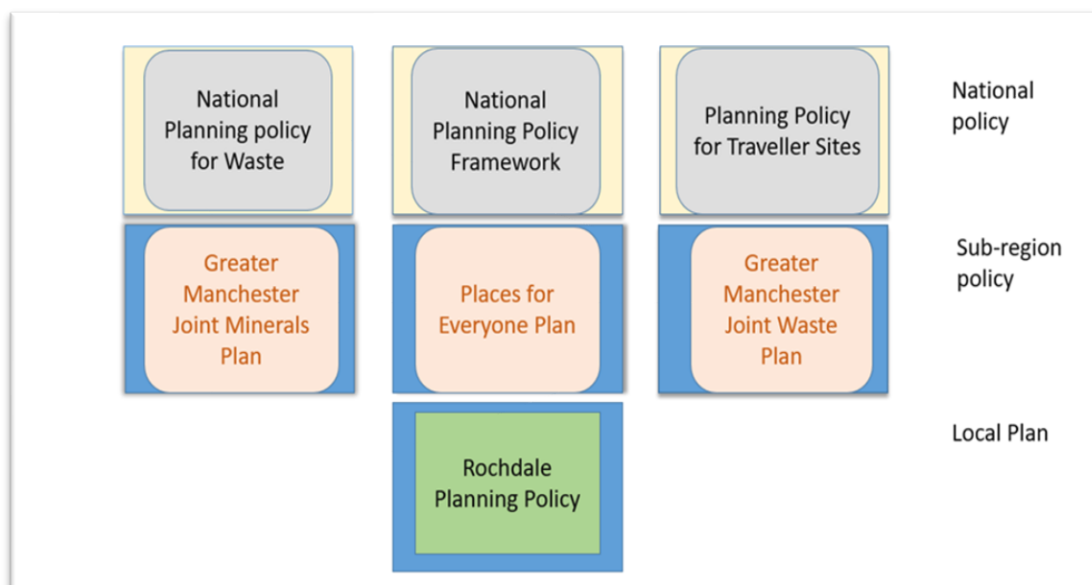 National
Planning policy
for Waste
National
Planning Policy
Framework
Planning Policy
for Traveller Sites
National
policy
Greater
Manchester
Joint Minerals
Plan
Places for
Everyone Plan
Greater
Manchester
Joint Waste
Plan
Sub-region
policy
Rochdale
Planning Policy
Local Plan